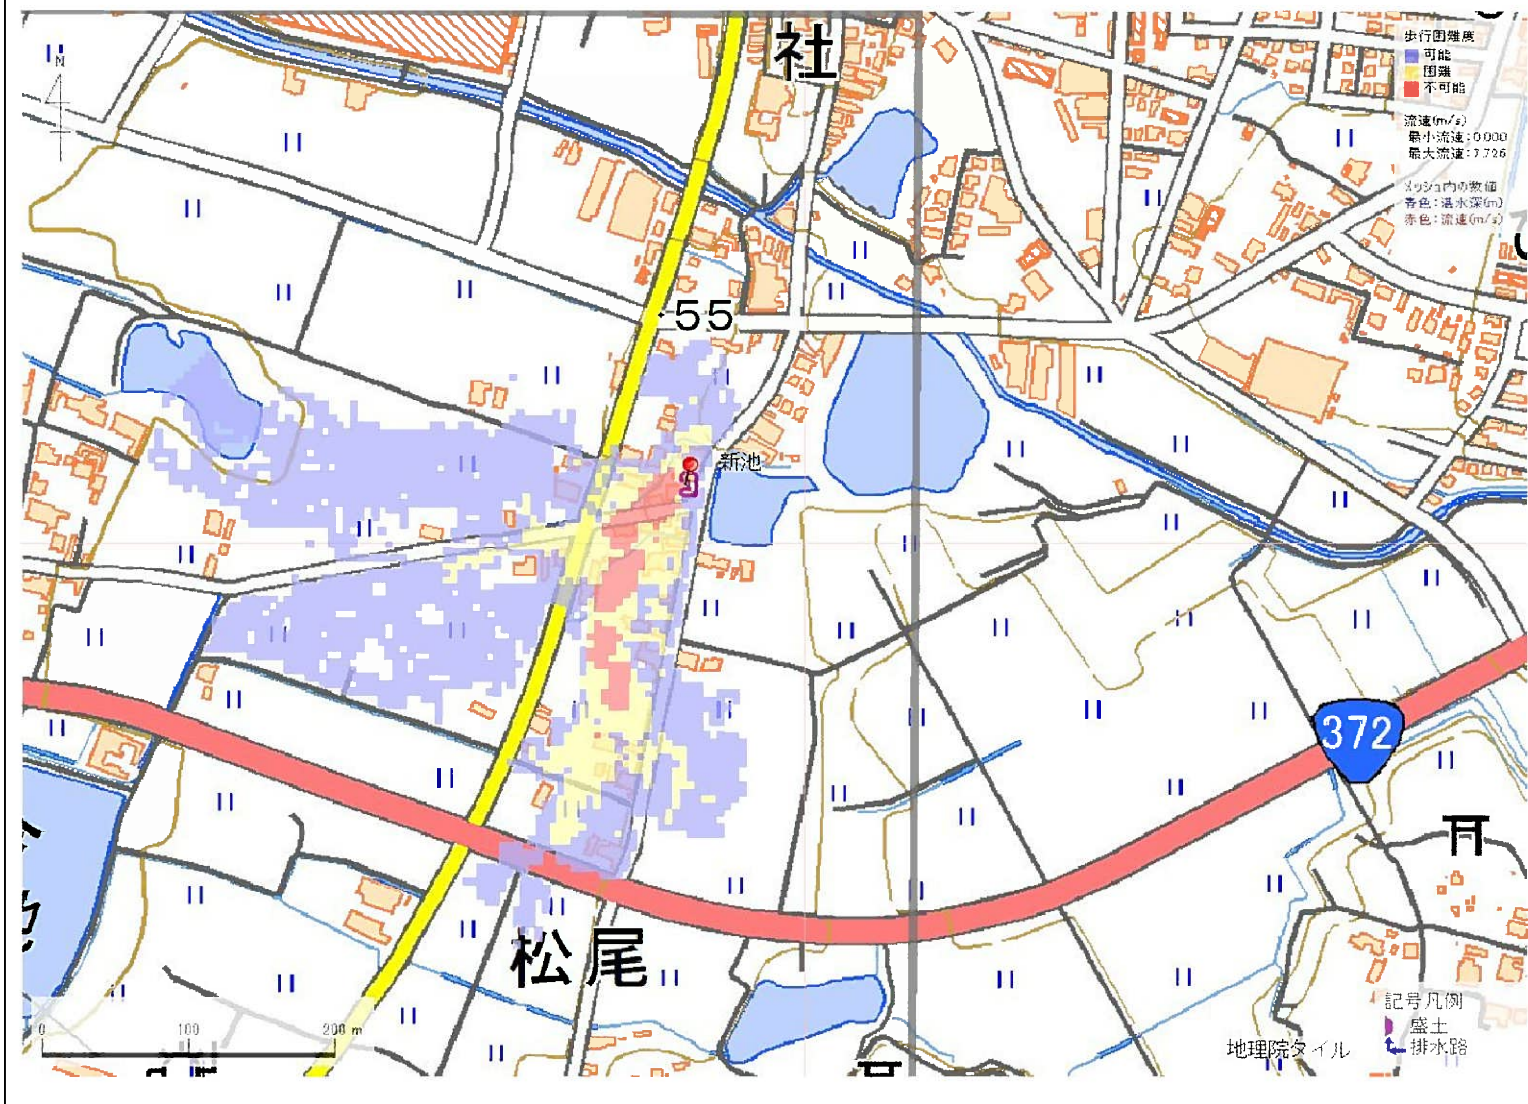 社
歩行困難度
可能
困難
不可能
流速(m/s)
最小流速:0.000
最大流速:7.726
メッシュ内の数値
青色:湛水深(m)
赤色:流速(m/s)
N
55
新池
372
松尾
0 100 200 m
記号凡例
盛土
排水路
地理院タイル